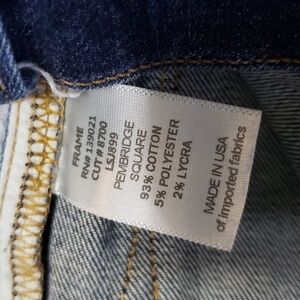 FRAME
RN# 139021
CUT # 8700
LSJ899
PEMBRIDGE
SQUARE
93% COTTON
5% POLYESTER
2% LYCRA
MADE IN USA
of imported fabrics